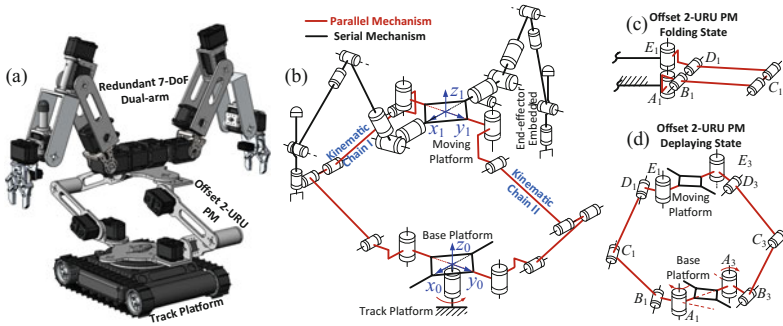 (a)
Redundant 7-DoF
Dual-arm
Offset 2-URU
PM
Track Platform
Parallel Mechanism
Serial Mechanism
(b)
z1
x1
y1
Moving
Platform
Kinematic
Chain I
End-effector
Embedded
Kinematic
Chain II
Base Platform
z0
x0
y0
Track Platform
(c)
Offset 2-URU PM
Folding State
E1
D1
A1
B1
C1
Offset 2-URU PM
Deplaying State
(d)
E1
E3
D1
D3
Moving
Platform
C1
C3
Base
Platform
A3
B1
A1
B3